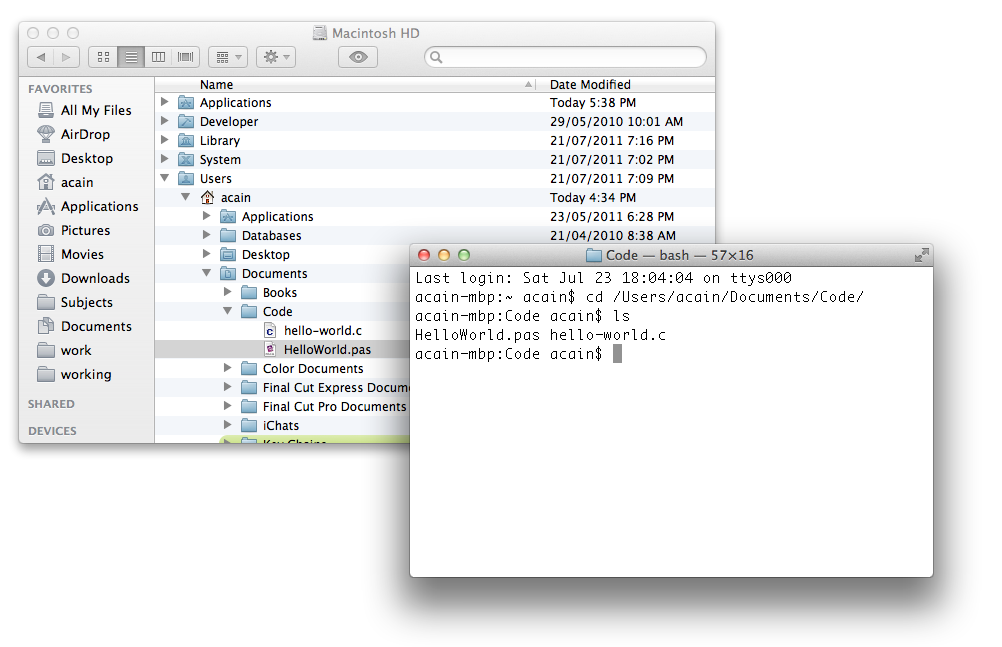 Macintosh HD
FAVORITES
All My Files
AirDrop
Desktop
acain
Applications
Pictures
Movies
Downloads
Subjects
Documents
work
working
SHARED
DEVICES
Name Date Modified
Applications Today 5:38 PM
Developer 29/05/2010 10:01 AM
Library 21/07/2011 7:16 PM
System 21/07/2011 7:02 PM
Users 21/07/2011 7:09 PM
acain Today 4:34 PM
Applications 23/05/2011 6:28 PM
Databases 21/04/2010 8:38 AM
Desktop
Documents
Books
Code
hello-world.c
HelloWorld.pas
Color Documents
Final Cut Express Docum
Final Cut Pro Documents
iChats
Code — bash — 57×16
Last login: Sat Jul 23 18:04:04 on ttys000
acain-mbp:~ acain$ cd /Users/acain/Documents/Code/
acain-mbp:Code acain$ ls
HelloWorld.pas hello-world.c
acain-mbp:Code acain$